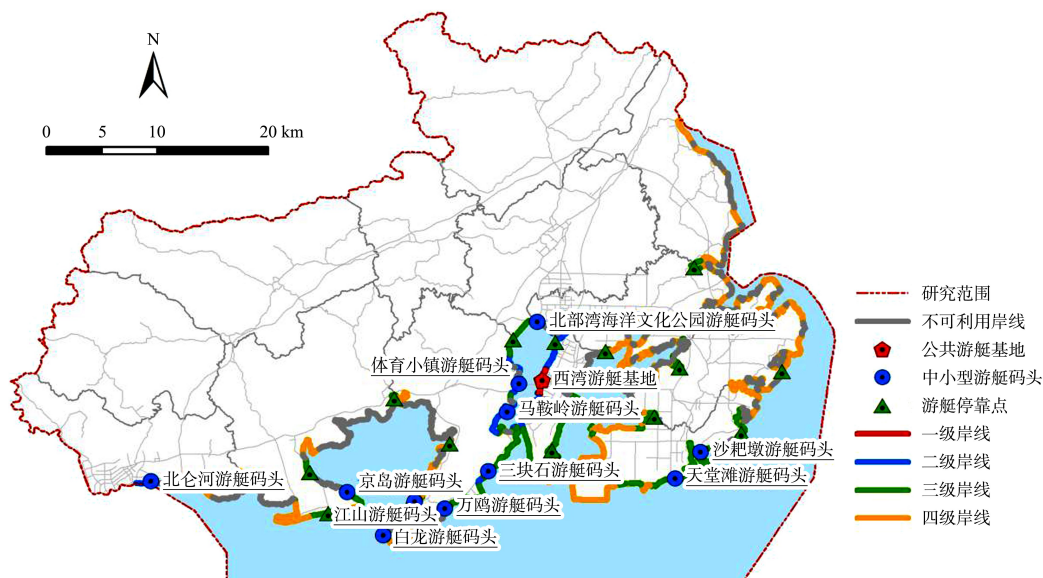 N
0 5 10 20 km
北部湾海洋文化公园游艇码头
体育小镇游艇码头
西湾游艇基地
马鞍岭游艇码头
沙耙墩游艇码头
三块石游艇码头
天堂滩游艇码头
北仑河游艇码头
京岛游艇码头
万鸥游艇码头
江山游艇码头
白龙游艇码头
研究范围
不可利用岸线
公共游艇基地
中小型游艇码头
游艇停靠点
一级岸线
二级岸线
三级岸线
四级岸线